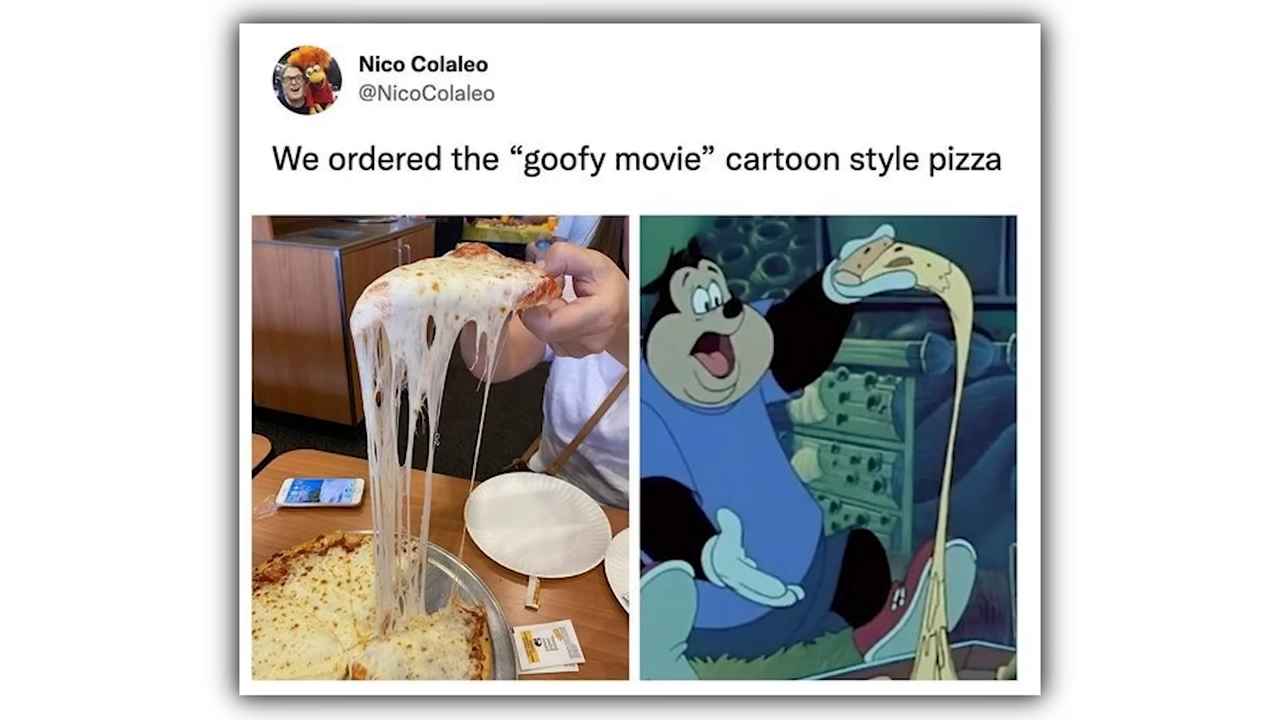 Nico Colaleo
@NicoColaleo
We ordered the “goofy movie” cartoon style pizza